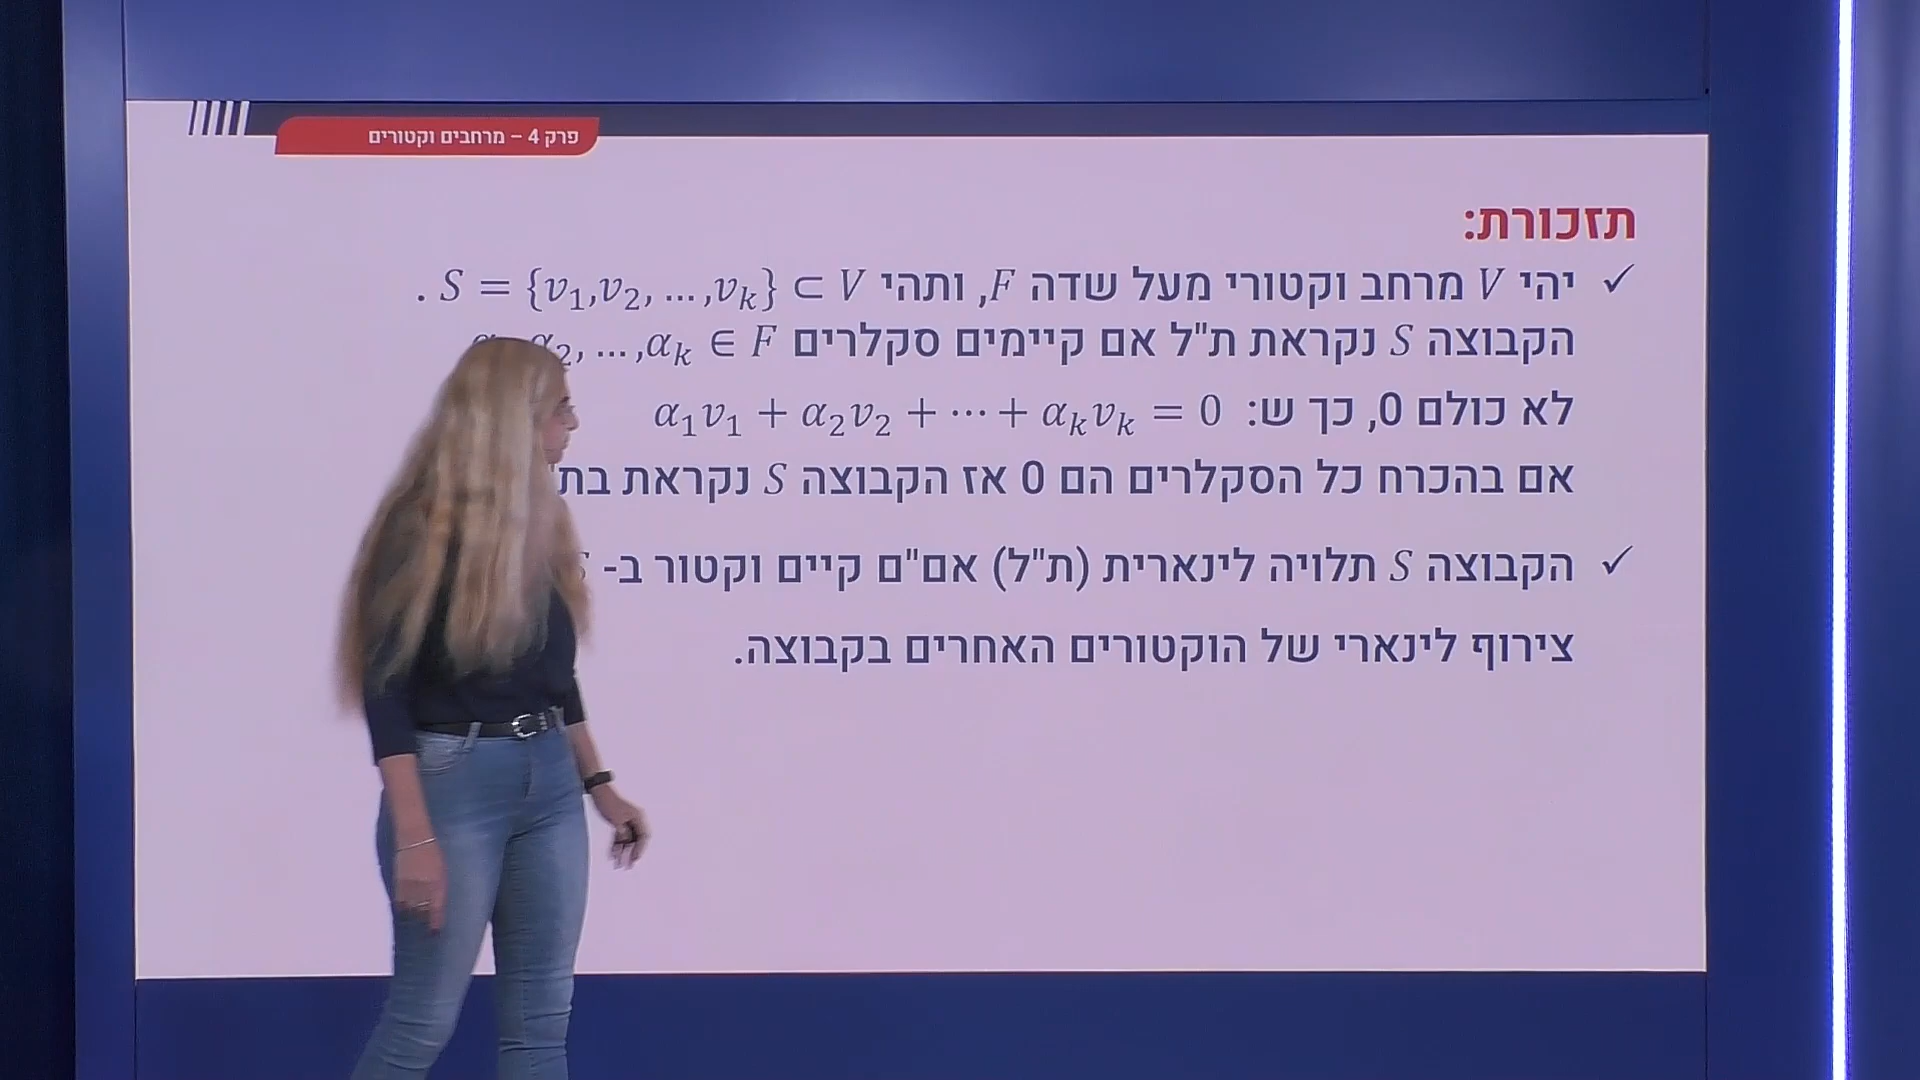 פרק 4 – מרחבים וקטורים
תזכורת:
✓ יהי V מרחב וקטורי מעל שדה F, ותהי S = {v₁,v₂, …,vₖ} ⊂ V .
הקבוצה S נקראת ת"ל אם קיימים סקלרים α₂, …,αₖ ∈ F
לא כולם 0, כך ש: α₁v₁ + α₂v₂ + ⋯ + αₖvₖ = 0
אם בהכרח כל הסקלרים הם 0 אז הקבוצה S נקראת
✓ הקבוצה S תלויה לינארית (ת"ל) אם"ם קיים וקטור ב-
צירוף לינארי של הוקטורים האחרים בקבוצה.